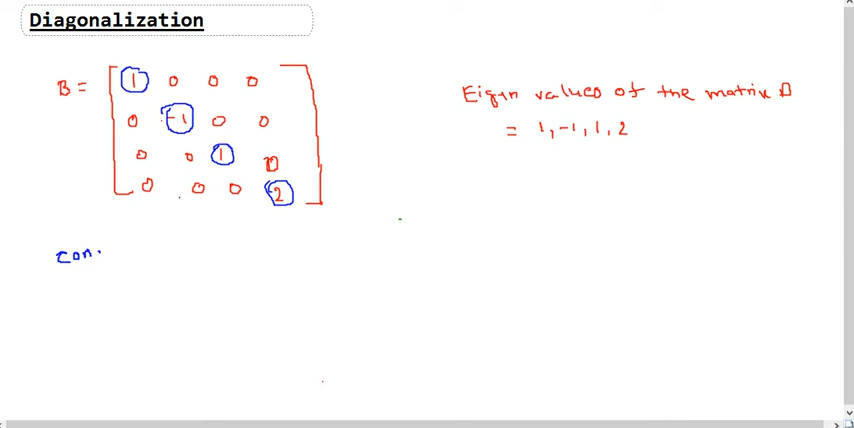 Diagonalization
B = [ 1 0 0 0
0 -1 0 0
0 0 1 0
0 0 0 2 ]
Eigen values of the matrix B
= 1, -1, 1, 2
con.